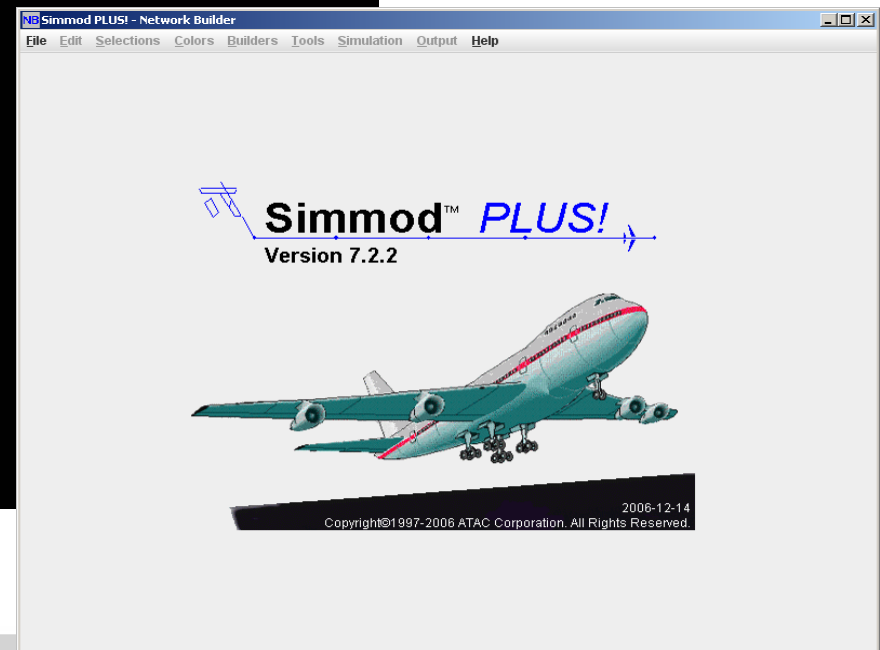 NB Simmod PLUS! - Network Builder
File Edit Selections Colors Builders Tools Simulation Output Help
Simmod™ PLUS!
Version 7.2.2
2006-12-14
Copyright©1997-2006 ATAC Corporation. All Rights Reserved.